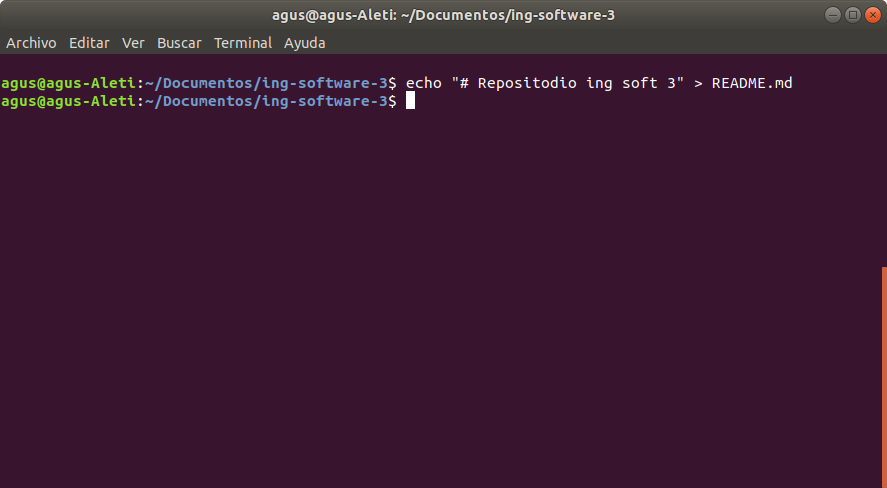 agus@agus-Aleti: ~/Documentos/ing-software-3
Archivo Editar Ver Buscar Terminal Ayuda
agus@agus-Aleti:~/Documentos/ing-software-3$ echo "# Repositodio ing soft 3" > README.md
agus@agus-Aleti:~/Documentos/ing-software-3$